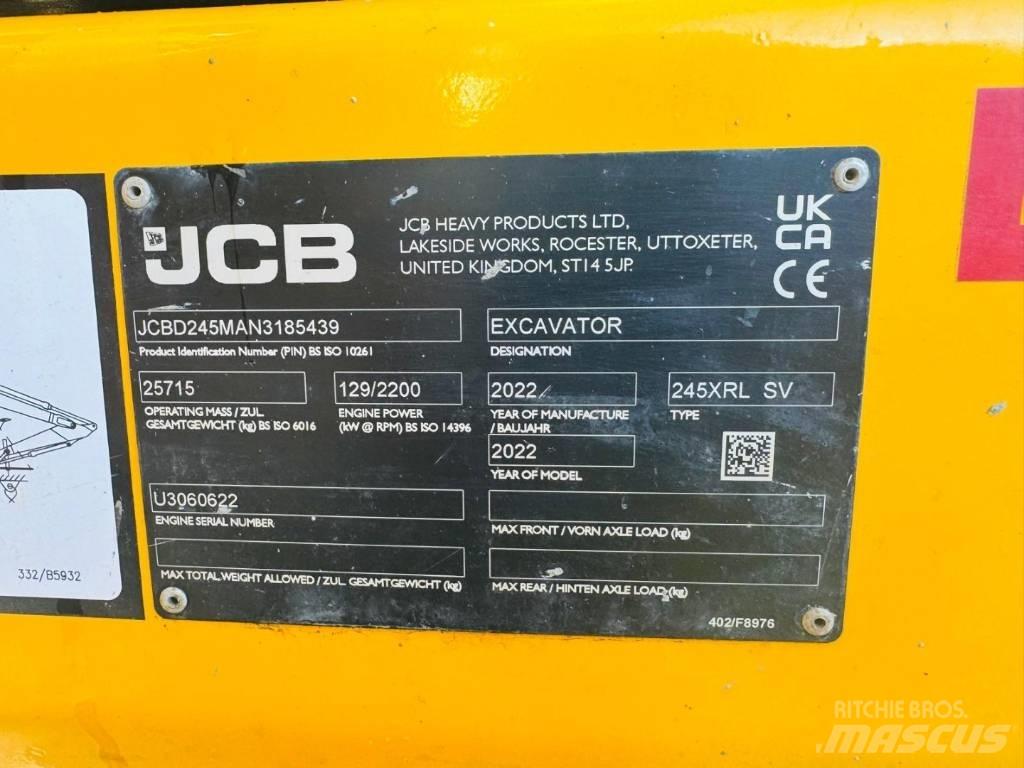 JCB
JCB HEAVY PRODUCTS LTD,
LAKESIDE WORKS, ROCESTER, UTTOXETER,
UNITED KINGDOM, ST14 5JP.
UK
CA
CE
JCBD245MAN3185439
Product Identification Number (PIN) BS ISO 10261
EXCAVATOR
DESIGNATION
25715
OPERATING MASS / ZUL.
GESAMTGEWICHT (kg) BS ISO 6016
129/2200
ENGINE POWER
(kW @ RPM) BS ISO 14396
2022
YEAR OF MANUFACTURE
/ BAUJAHR
245XRL SV
TYPE
2022
YEAR OF MODEL
U3060622
ENGINE SERIAL NUMBER
MAX FRONT / VORN AXLE LOAD (kg)
MAX TOTAL WEIGHT ALLOWED / ZUL. GESAMTGEWICHT (kg)
MAX REAR / HINTEN AXLE LOAD (kg)
402/F8976
332/B5932
RITCHIE BROS.
MASCUS